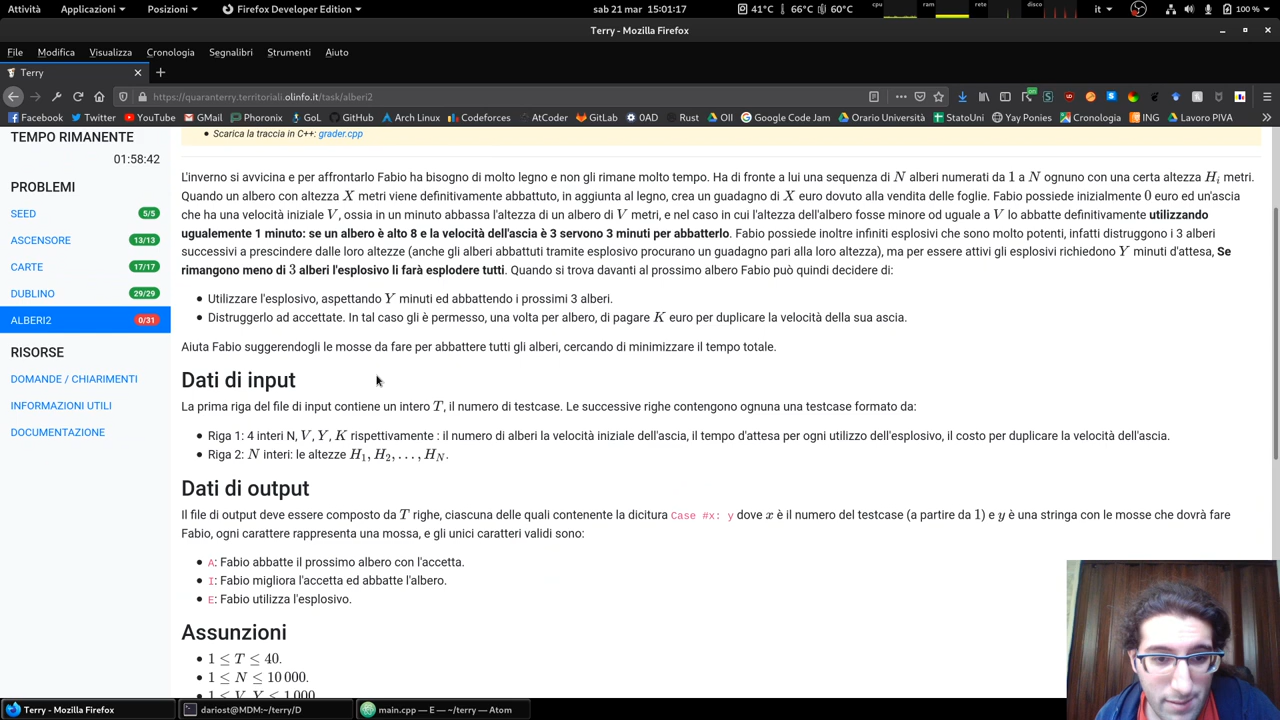 Attività Applicazioni Posizioni Firefox Developer Edition sab 21 mar 15:01:17 cpu ram rete disco 41°C 66°C 60°C it 100 %
Terry - Mozilla Firefox
File Modifica Visualizza Cronologia Segnalibri Strumenti Aiuto
Terry
https://quaranterry.territoriali.olinfo.it/task/alberi2
Facebook Twitter YouTube GMail Phoronix GoL GitHub Arch Linux Codeforces AtCoder GitLab 0AD Rust OII Google Code Jam Orario Università StatoUni Yay Ponies Cronologia ING Lavoro PIVA
TEMPO RIMANENTE
01:58:42
PROBLEMI
SEED 5/5
ASCENSORE 13/13
CARTE 17/17
DUBLINO 29/29
ALBERI2 0/31
RISORSE
DOMANDE / CHIARIMENTI
INFORMAZIONI UTILI
DOCUMENTAZIONE
Scarica la traccia in C++: grader.cpp
L'inverno si avvicina e per affrontarlo Fabio ha bisogno di molto legno e non gli rimane molto tempo. Ha di fronte a lui una sequenza di N alberi numerati da 1 a N ognuno con una certa altezza H_i metri.
Quando un albero con altezza X metri viene definitivamente abbattuto, in aggiunta al legno, crea un guadagno di X euro dovuto alla vendita delle foglie. Fabio possiede inizialmente 0 euro ed un'ascia
che ha una velocità iniziale V, ossia in un minuto abbassa l'altezza di un albero di V metri, e nel caso in cui l'altezza dell'albero fosse minore od uguale a V lo abbatte definitivamente utilizzando
ugualemente 1 minuto: se un albero è alto 8 e la velocità dell'ascia è 3 servono 3 minuti per abbatterlo. Fabio possiede inoltre infiniti esplosivi che sono molto potenti, infatti distruggono i 3 alberi
successivi a prescindere dalle loro altezze (anche gli alberi abbattuti tramite esplosivo procurano un guadagno pari alla loro altezza), ma per essere attivi gli esplosivi richiedono Y minuti d'attesa, Se
rimangono meno di 3 alberi l'esplosivo li farà esplodere tutti. Quando si trova davanti al prossimo albero Fabio può quindi decidere di:
Utilizzare l'esplosivo, aspettando Y minuti ed abbattendo i prossimi 3 alberi.
Distruggerlo ad accettate. In tal caso gli è permesso, una volta per albero, di pagare K euro per duplicare la velocità della sua ascia.
Aiuta Fabio suggerendogli le mosse da fare per abbattere tutti gli alberi, cercando di minimizzare il tempo totale.
Dati di input
La prima riga del file di input contiene un intero T, il numero di testcase. Le successive righe contengono ognuna una testcase formato da:
Riga 1: 4 interi N, V, Y, K rispettivamente : il numero di alberi la velocità iniziale dell'ascia, il tempo d'attesa per ogni utilizzo dell'esplosivo, il costo per duplicare la velocità dell'ascia.
Riga 2: N interi: le altezze H_1, H_2, . . . , H_N.
Dati di output
Il file di output deve essere composto da T righe, ciascuna delle quali contenente la dicitura Case #x: y dove x è il numero del testcase (a partire da 1) e y è una stringa con le mosse che dovrà fare
Fabio, ogni carattere rappresenta una mossa, e gli unici caratteri validi sono:
A: Fabio abbatte il prossimo albero con l'accetta.
I: Fabio migliora l'accetta ed abbatte l'albero.
E: Fabio utilizza l'esplosivo.
Assunzioni
1 ≤ T ≤ 40.
1 ≤ N ≤ 10 000.
1 ≤ V, Y ≤ 1 000
Terry - Mozilla Firefox dariost@MDM:~/terry/D main.cpp — E — ~/terry — Atom